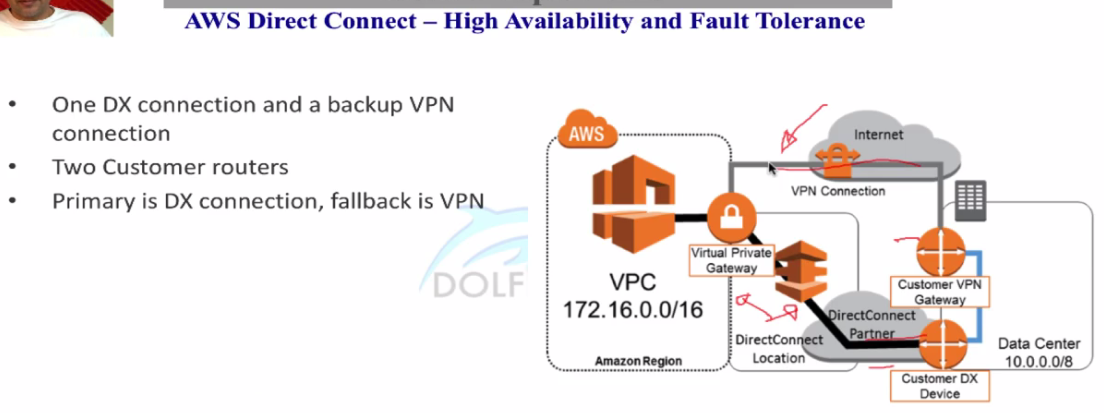 AWS Direct Connect – High Availability and Fault Tolerance
• One DX connection and a backup VPN
connection
• Two Customer routers
• Primary is DX connection, fallback is VPN
DOLF
AWS
Internet
VPN Connection
Virtual Private
Gateway
VPC
172.16.0.0/16
Amazon Region
DirectConnect
Location
DirectConnect
Partner
Customer VPN
Gateway
Customer DX
Device
Data Center
10.0.0.0/8